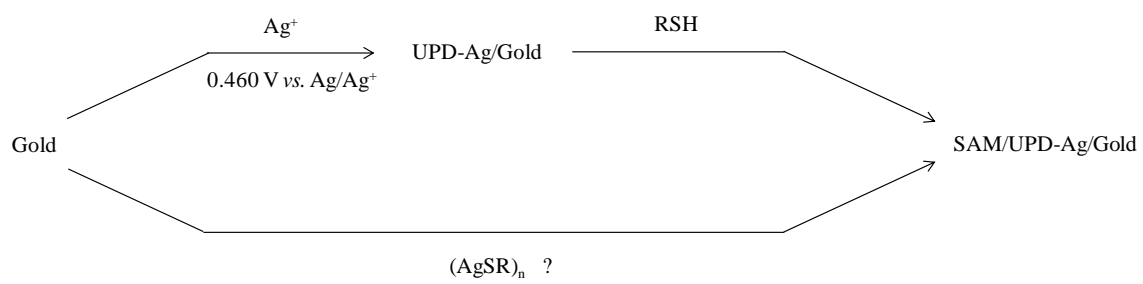 Ag⁺
RSH
UPD-Ag/Gold
0.460 V vs. Ag/Ag⁺
Gold
SAM/UPD-Ag/Gold
(AgSR)ₙ ?